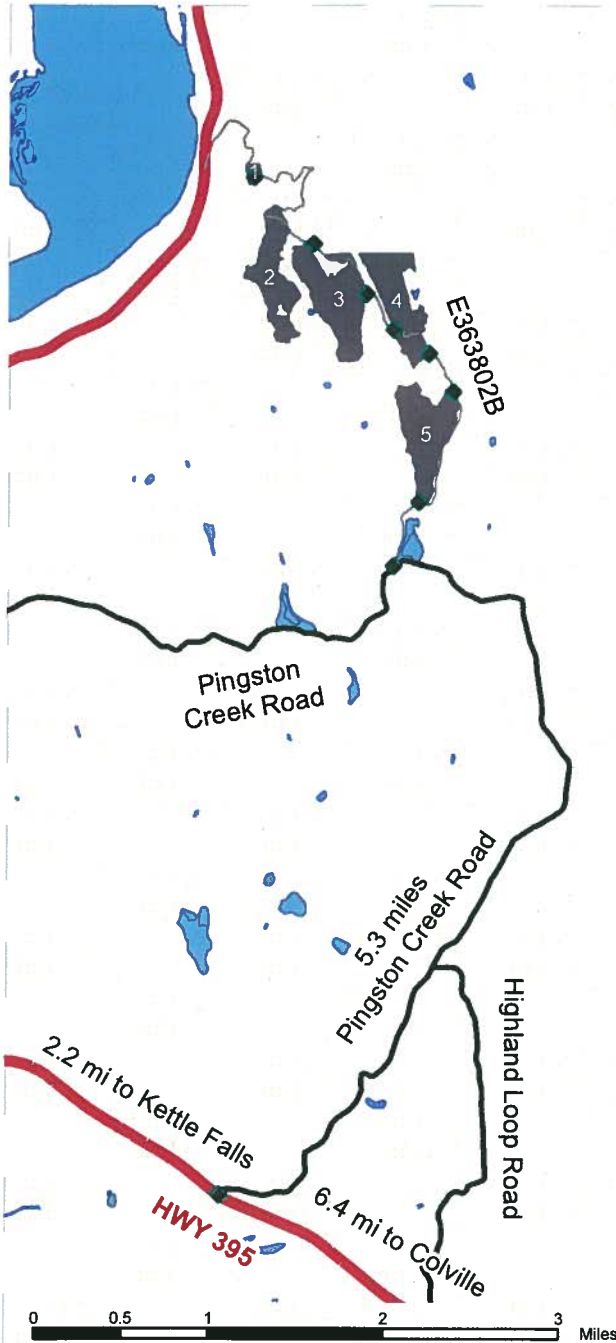 1
2
3
4
E363802B
5
Pingston
Creek Road
5.3 miles
Pingston Creek Road
Highland Loop Road
2.2 mi to Kettle Falls
6.4 mi to Colville
HWY 395
0 0.5 1 2 3 Miles